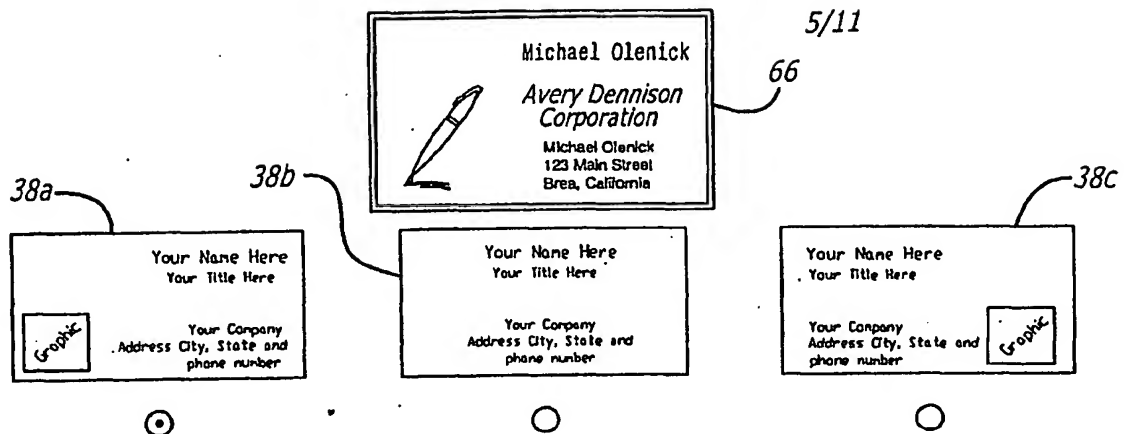 5/11
Michael Olenick
66
Avery Dennison
Corporation
Michael Olenick
123 Main Street
Brea, California
38a
38b
38c
Your Name Here
Your Title Here
Graphic
Your Company
Address City, State and
phone number
Your Name Here
Your Title Here
Your Company
Address City, State and
phone number
Your Name Here
Your Title Here
Your Company
Address City, State and
phone number
Graphic